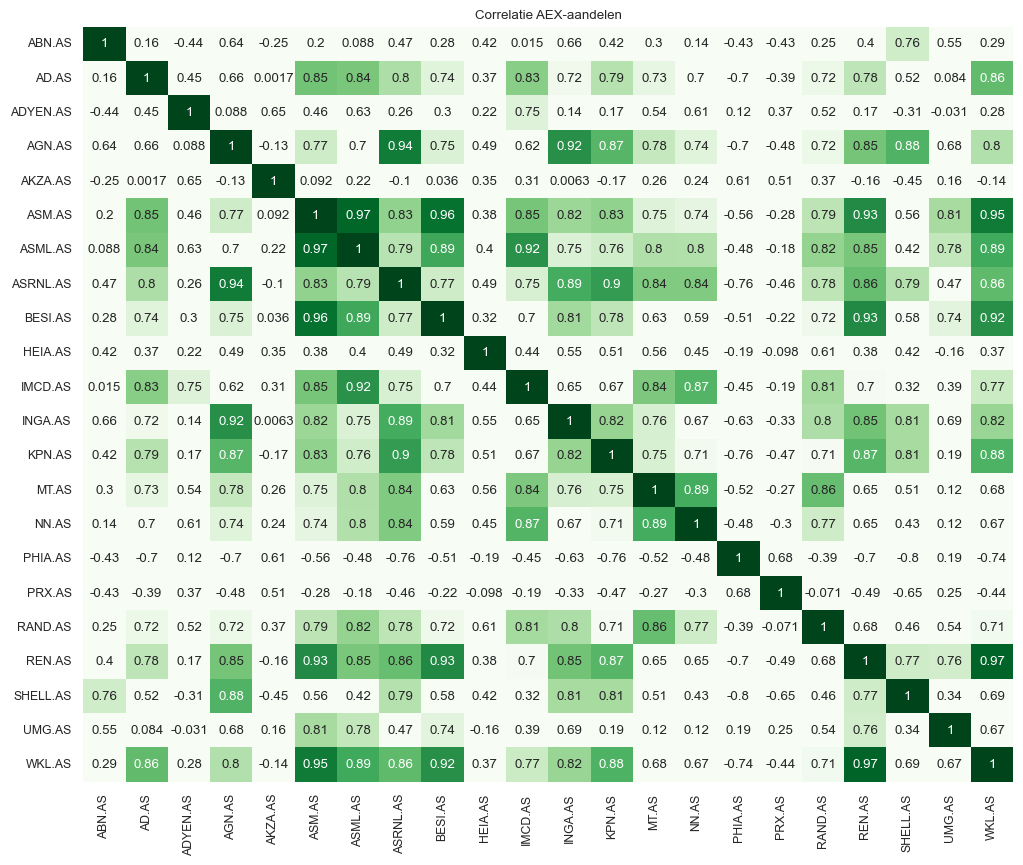 Correlatie AEX-aandelen
ABN.AS 1 0.16 -0.44 0.64 -0.25 0.2 0.088 0.47 0.28 0.42 0.015 0.66 0.42 0.3 0.14 -0.43 -0.43 0.25 0.4 0.76 0.55 0.29
AD.AS 0.16 1 0.45 0.66 0.0017 0.85 0.84 0.8 0.74 0.37 0.83 0.72 0.79 0.73 0.7 -0.7 -0.39 0.72 0.78 0.52 0.084 0.86
ADYEN.AS -0.44 0.45 1 0.088 0.65 0.46 0.63 0.26 0.3 0.22 0.75 0.14 0.17 0.54 0.61 0.12 0.37 0.52 0.17 -0.31 -0.031 0.28
AGN.AS 0.64 0.66 0.088 1 -0.13 0.77 0.7 0.94 0.75 0.49 0.62 0.92 0.87 0.78 0.74 -0.7 -0.48 0.72 0.85 0.88 0.68 0.8
AKZA.AS -0.25 0.0017 0.65 -0.13 1 0.092 0.22 -0.1 0.036 0.35 0.31 0.0063 -0.17 0.26 0.24 0.61 0.51 0.37 -0.16 -0.45 0.16 -0.14
ASM.AS 0.2 0.85 0.46 0.77 0.092 1 0.97 0.83 0.96 0.38 0.85 0.82 0.83 0.75 0.74 -0.56 -0.28 0.79 0.93 0.56 0.81 0.95
ASML.AS 0.088 0.84 0.63 0.7 0.22 0.97 1 0.79 0.89 0.4 0.92 0.75 0.76 0.8 0.8 -0.48 -0.18 0.82 0.85 0.42 0.78 0.89
ASRNL.AS 0.47 0.8 0.26 0.94 -0.1 0.83 0.79 1 0.77 0.49 0.75 0.89 0.9 0.84 0.84 -0.76 -0.46 0.78 0.86 0.79 0.47 0.86
BESI.AS 0.28 0.74 0.3 0.75 0.036 0.96 0.89 0.77 1 0.32 0.7 0.81 0.78 0.63 0.59 -0.51 -0.22 0.72 0.93 0.58 0.74 0.92
HEIA.AS 0.42 0.37 0.22 0.49 0.35 0.38 0.4 0.49 0.32 1 0.44 0.55 0.51 0.56 0.45 -0.19 -0.098 0.61 0.38 0.42 -0.16 0.37
IMCD.AS 0.015 0.83 0.75 0.62 0.31 0.85 0.92 0.75 0.7 0.44 1 0.65 0.67 0.84 0.87 -0.45 -0.19 0.81 0.7 0.32 0.39 0.77
INGA.AS 0.66 0.72 0.14 0.92 0.0063 0.82 0.75 0.89 0.81 0.55 0.65 1 0.82 0.76 0.67 -0.63 -0.33 0.8 0.85 0.81 0.69 0.82
KPN.AS 0.42 0.79 0.17 0.87 -0.17 0.83 0.76 0.9 0.78 0.51 0.67 0.82 1 0.75 0.71 -0.76 -0.47 0.71 0.87 0.81 0.19 0.88
MT.AS 0.3 0.73 0.54 0.78 0.26 0.75 0.8 0.84 0.63 0.56 0.84 0.76 0.75 1 0.89 -0.52 -0.27 0.86 0.65 0.51 0.12 0.68
NN.AS 0.14 0.7 0.61 0.74 0.24 0.74 0.8 0.84 0.59 0.45 0.87 0.67 0.71 0.89 1 -0.48 -0.3 0.77 0.65 0.43 0.12 0.67
PHIA.AS -0.43 -0.7 0.12 -0.7 0.61 -0.56 -0.48 -0.76 -0.51 -0.19 -0.45 -0.63 -0.76 -0.52 -0.48 1 0.68 -0.39 -0.7 -0.8 0.19 -0.74
PRX.AS -0.43 -0.39 0.37 -0.48 0.51 -0.28 -0.18 -0.46 -0.22 -0.098 -0.19 -0.33 -0.47 -0.27 -0.3 0.68 1 -0.071 -0.49 -0.65 0.25 -0.44
RAND.AS 0.25 0.72 0.52 0.72 0.37 0.79 0.82 0.78 0.72 0.61 0.81 0.8 0.71 0.86 0.77 -0.39 -0.071 1 0.68 0.46 0.54 0.71
REN.AS 0.4 0.78 0.17 0.85 -0.16 0.93 0.85 0.86 0.93 0.38 0.7 0.85 0.87 0.65 0.65 -0.7 -0.49 0.68 1 0.77 0.76 0.97
SHELL.AS 0.76 0.52 -0.31 0.88 -0.45 0.56 0.42 0.79 0.58 0.42 0.32 0.81 0.81 0.51 0.43 -0.8 -0.65 0.46 0.77 1 0.34 0.69
UMG.AS 0.55 0.084 -0.031 0.68 0.16 0.81 0.78 0.47 0.74 -0.16 0.39 0.69 0.19 0.12 0.12 0.19 0.25 0.54 0.76 0.34 1 0.67
WKL.AS 0.29 0.86 0.28 0.8 -0.14 0.95 0.89 0.86 0.92 0.37 0.77 0.82 0.88 0.68 0.67 -0.74 -0.44 0.71 0.97 0.69 0.67 1
ABN.AS AD.AS ADYEN.AS AGN.AS AKZA.AS ASM.AS ASML.AS ASRNL.AS BESI.AS HEIA.AS IMCD.AS INGA.AS KPN.AS MT.AS NN.AS PHIA.AS PRX.AS RAND.AS REN.AS SHELL.AS UMG.AS WKL.AS